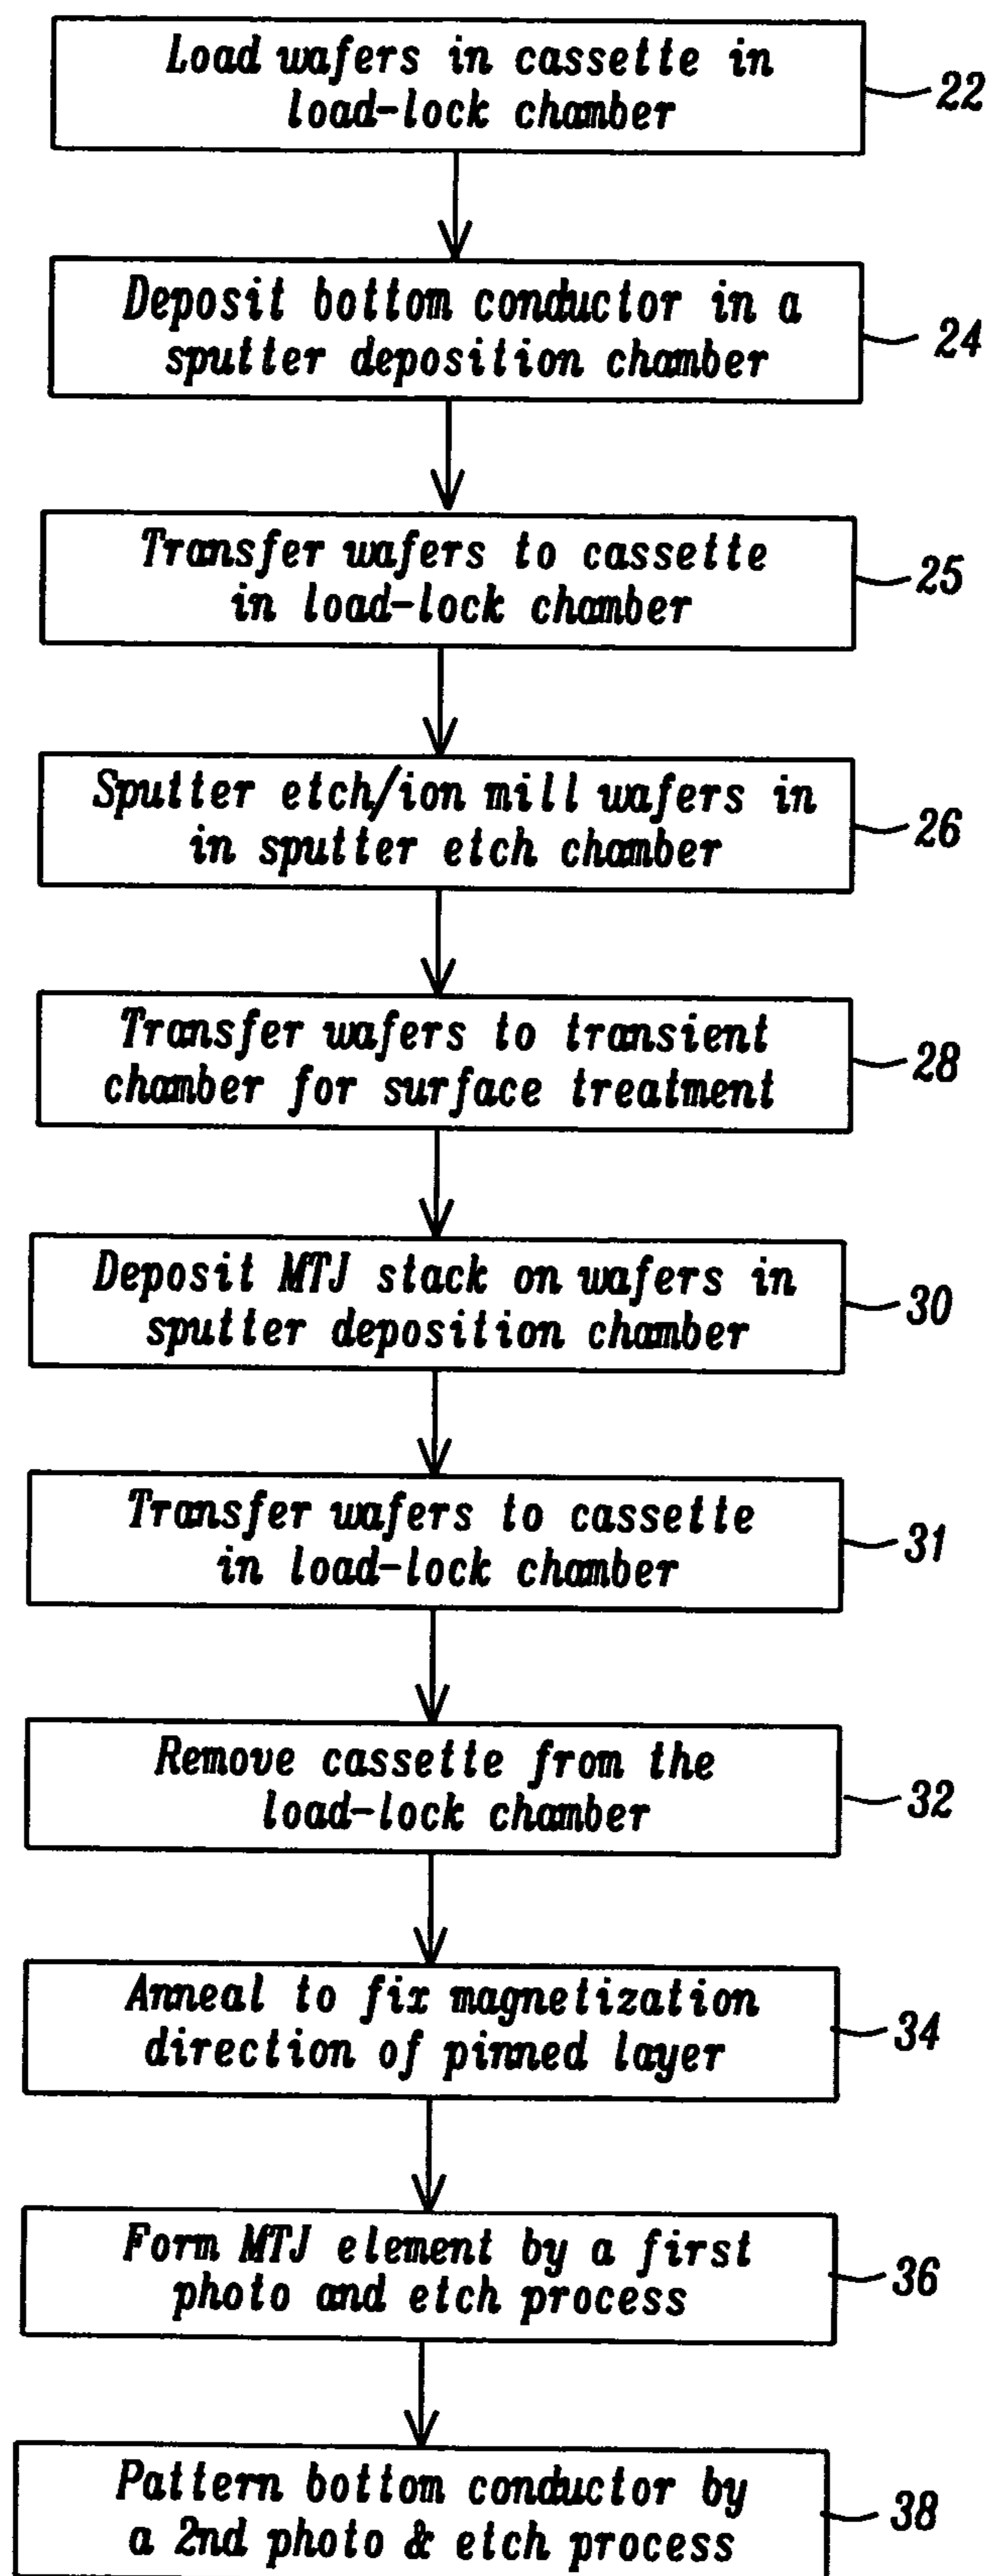 Load wafers in cassette in
load-lock chamber
22
Deposit bottom conductor in a
sputter deposition chamber
24
Transfer wafers to cassette
in load-lock chamber
25
Sputter etch/ion mill wafers in
in sputter etch chamber
26
Transfer wafers to transient
chamber for surface treatment
28
Deposit MTJ stack on wafers in
sputter deposition chamber
30
Transfer wafers to cassette
in load-lock chamber
31
Remove cassette from the
load-lock chamber
32
Anneal to fix magnetization
direction of pinned layer
34
Form MTJ element by a first
photo and etch process
36
Pattern bottom conductor by
a 2nd photo & etch process
38